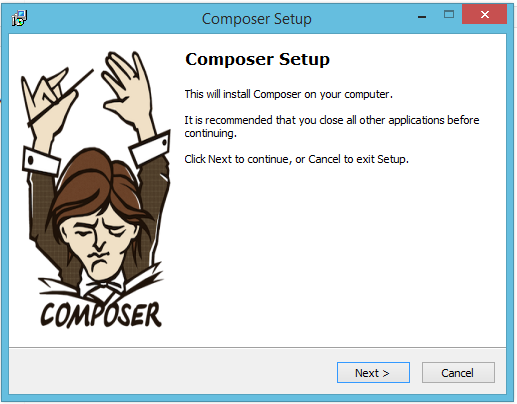 Composer Setup
Composer Setup
This will install Composer on your computer.
It is recommended that you close all other applications before
continuing.
Click Next to continue, or Cancel to exit Setup.
COMPOSER
Next >
Cancel